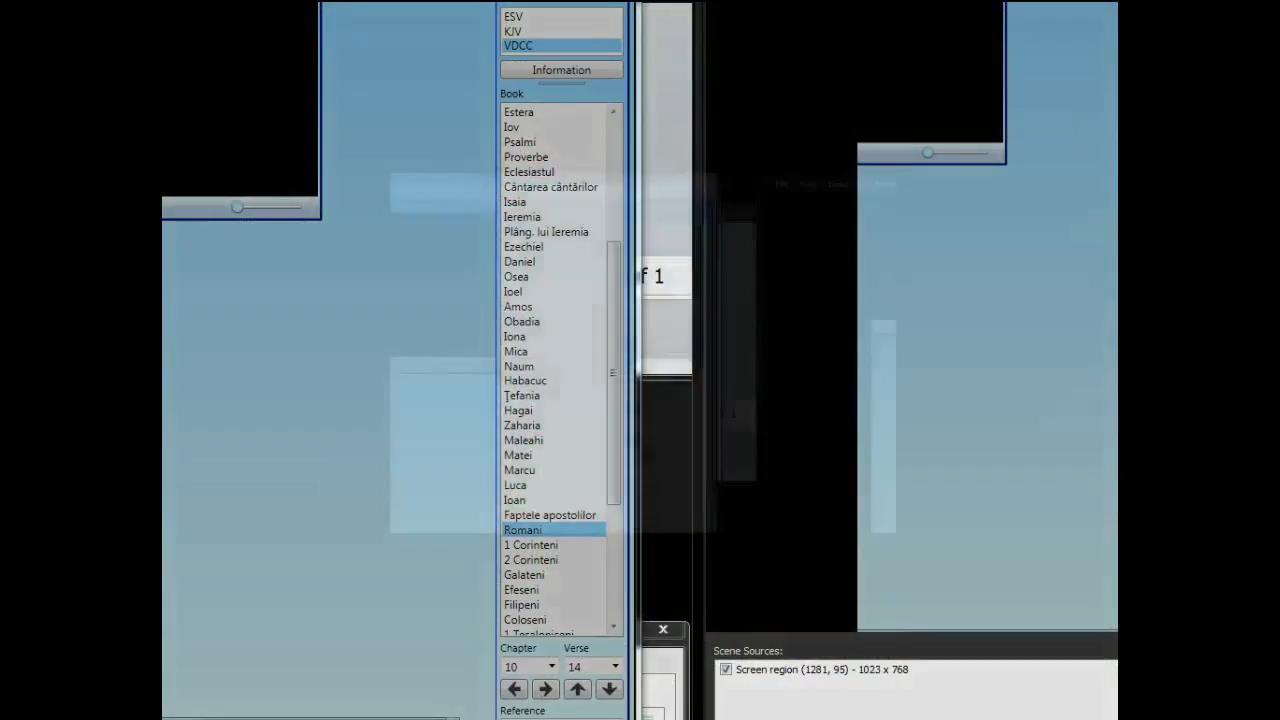 ESV
KJV
VDCC
Information
Book
Estera
Iov
Psalmi
Proverbe
Eclesiastul
Cântarea cântărilor
Isaia
Ieremia
Plâng. lui Ieremia
Ezechiel
Daniel
Osea
Ioel
Amos
Obadia
Iona
Mica
Naum
Habacuc
Ţefania
Hagai
Zaharia
Maleahi
Matei
Marcu
Luca
Ioan
Faptele apostolilor
Romani
1 Corinteni
2 Corinteni
Galateni
Efeseni
Filipeni
Coloseni
1 Tesaloniceni
Chapter Verse
10 14
Reference
f 1
Scene Sources:
Screen region (1281, 95) - 1023 x 768